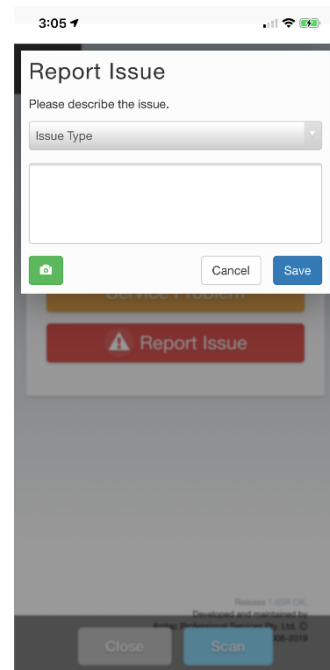 3:05
Report Issue
Please describe the issue.
Issue Type
Cancel
Save
Service Problem
Report Issue
Developed and maintained by
Close
Scan